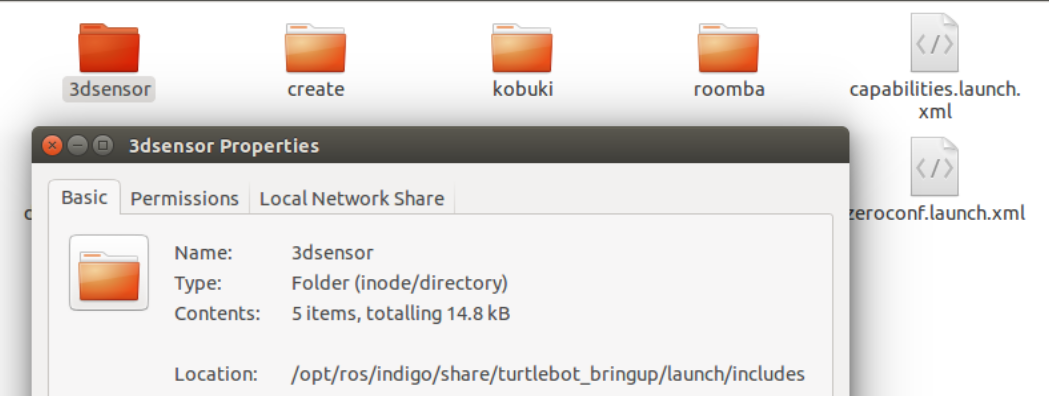 3dsensor
create
kobuki
roomba
capabilities.launch.
xml
3dsensor Properties
Basic
Permissions
Local Network Share
zeroconf.launch.xml
Name: 3dsensor
Type: Folder (inode/directory)
Contents: 5 items, totalling 14.8 kB
Location: /opt/ros/indigo/share/turtlebot_bringup/launch/includes